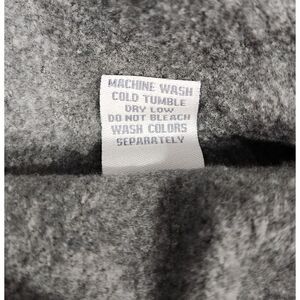 MACHINE WASH
COLD TUMBLE
DRY LOW
DO NOT BLEACH
WASH COLORS
SEPARATELY